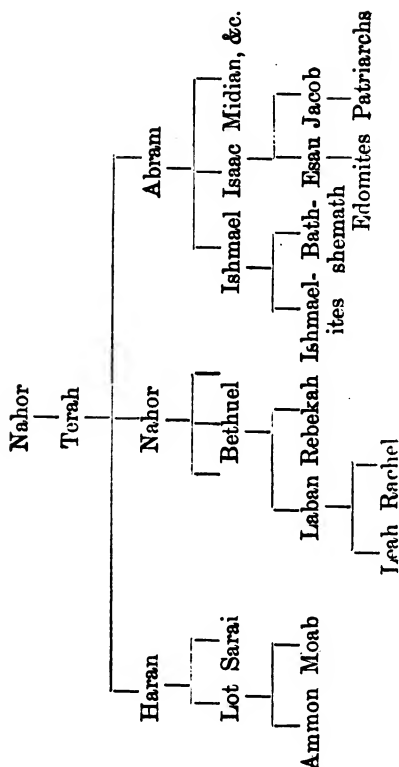 Nahor
Terah
Haran Nahor Abram
Lot Sarai Bethuel Ishmael Isaac Midian, &c.
Ammon Moab Laban Rebekah Ishmael- Bath- Esau Jacob
ites shemath
Edomites Patriarchs
Leah Rachel